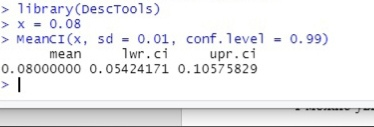 > library(DescTools)
> x = 0.08
> MeanCI(x, sd = 0.01, conf.level = 0.99)
mean lwr.ci upr.ci
0.08000000 0.05424171 0.10575829
>